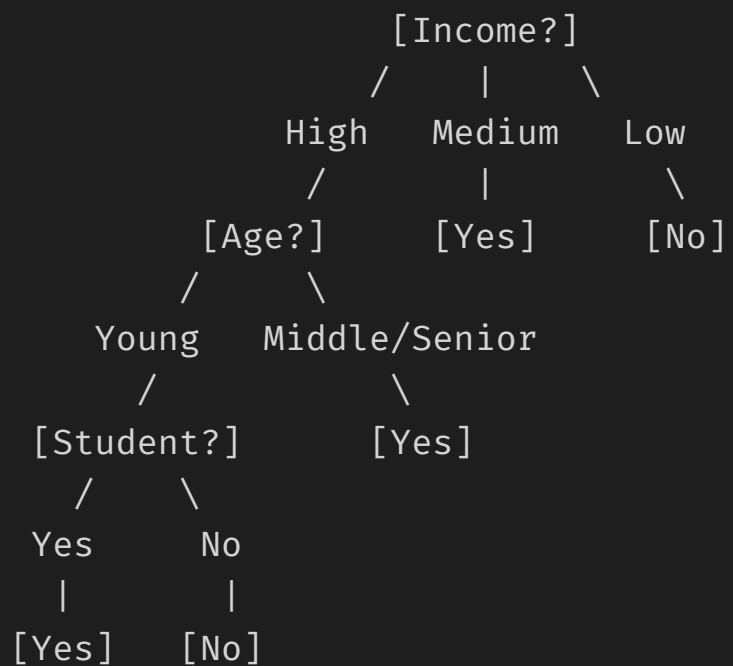 [Income?]
/ | \
High Medium Low
/ | \
[Age?] [Yes] [No]
/ \
Young Middle/Senior
/ \
[Student?] [Yes]
/ \
Yes No
| |
[Yes] [No]